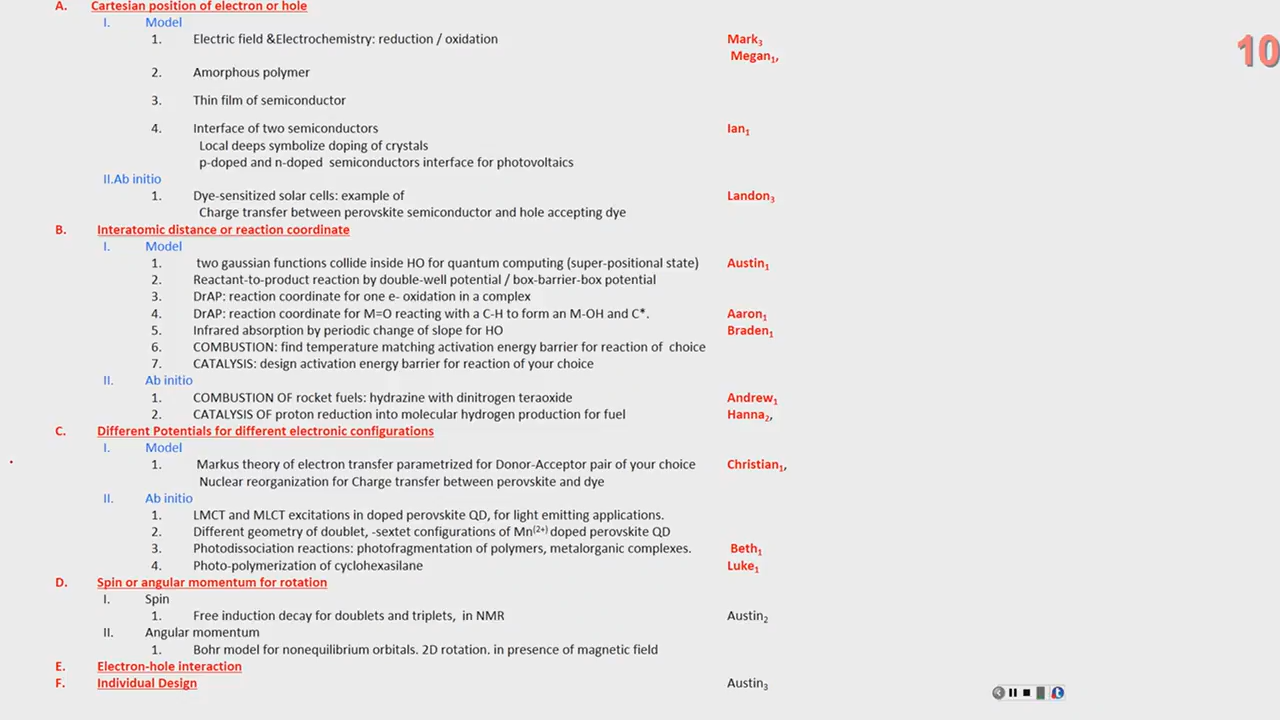 A. Cartesian position of electron or hole
I. Model
1. Electric field &Electrochemistry: reduction / oxidation Mark3
Megan1,
10
2. Amorphous polymer
3. Thin film of semiconductor
4. Interface of two semiconductors Ian1
Local deeps symbolize doping of crystals
p-doped and n-doped semiconductors interface for photovoltaics
II.Ab initio
1. Dye-sensitized solar cells: example of Landon3
Charge transfer between perovskite semiconductor and hole accepting dye
B. Interatomic distance or reaction coordinate
I. Model
1. two gaussian functions collide inside HO for quantum computing (super-positional state) Austin1
2. Reactant-to-product reaction by double-well potential / box-barrier-box potential
3. DrAP: reaction coordinate for one e- oxidation in a complex
4. DrAP: reaction coordinate for M=O reacting with a C-H to form an M-OH and C*. Aaron1
5. Infrared absorption by periodic change of slope for HO Braden1
6. COMBUSTION: find temperature matching activation energy barrier for reaction of choice
7. CATALYSIS: design activation energy barrier for reaction of your choice
II. Ab initio
1. COMBUSTION OF rocket fuels: hydrazine with dinitrogen teraoxide Andrew1
2. CATALYSIS OF proton reduction into molecular hydrogen production for fuel Hanna2,
C. Different Potentials for different electronic configurations
I. Model
1. Markus theory of electron transfer parametrized for Donor-Acceptor pair of your choice Christian1,
Nuclear reorganization for Charge transfer between perovskite and dye
II. Ab initio
1. LMCT and MLCT excitations in doped perovskite QD, for light emitting applications.
2. Different geometry of doublet, -sextet configurations of Mn(2+) doped perovskite QD
3. Photodissociation reactions: photofragmentation of polymers, metalorganic complexes. Beth1
4. Photo-polymerization of cyclohexasilane Luke1
D. Spin or angular momentum for rotation
I. Spin
1. Free induction decay for doublets and triplets, in NMR Austin2
II. Angular momentum
1. Bohr model for nonequilibrium orbitals. 2D rotation. in presence of magnetic field
E. Electron-hole interaction
F. Individual Design Austin3